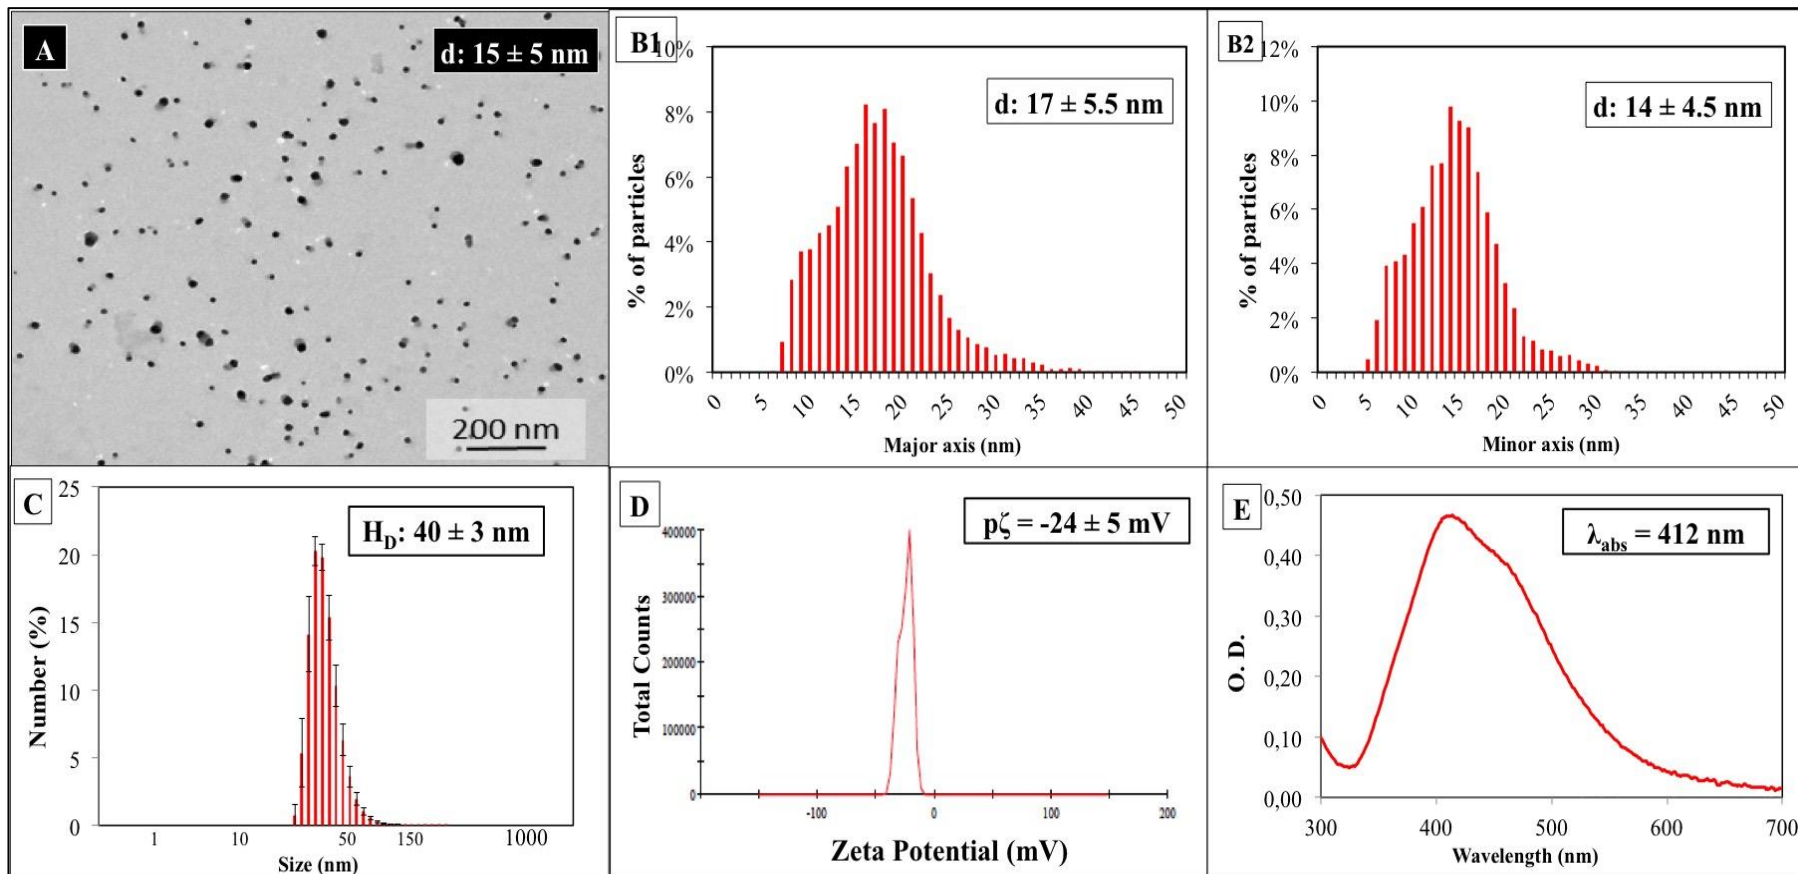 A
d: 15 ± 5 nm
200 nm
B1
10%
8%
6%
4%
2%
0%
% of particles
d: 17 ± 5.5 nm
0 5 10 15 20 25 30 35 40 45 50
Major axis (nm)
B2
12%
10%
8%
6%
4%
2%
0%
% of particles
d: 14 ± 4.5 nm
0 5 10 15 20 25 30 35 40 45 50
Minor axis (nm)
C
25
20
15
10
5
0
Number (%)
H_D: 40 ± 3 nm
1 10 50 150 1000
Size (nm)
D
400000
300000
200000
100000
0
Total Counts
pζ = -24 ± 5 mV
-100 0 100 200
Zeta Potential (mV)
E
0,50
0,40
0,30
0,20
0,10
0,00
O. D.
λabs = 412 nm
300 400 500 600 700
Wavelength (nm)